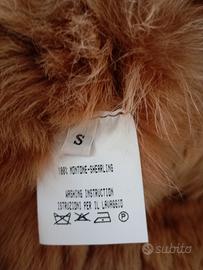 S
100% MONTONE-SHEARLING
WASHING INSTRUCTION
ISTRUZIONI PER IL LAVAGGIO
P
subito